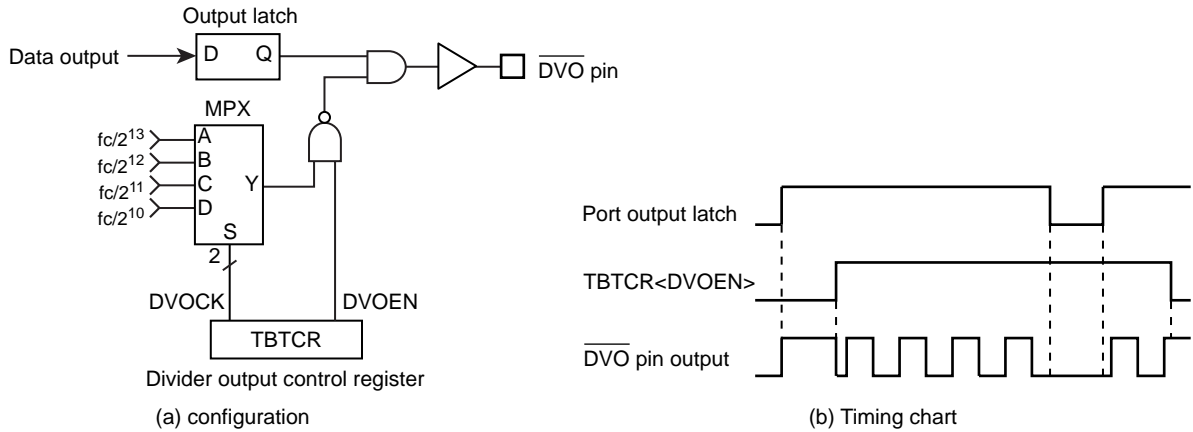 Output latch
Data output
D Q
DVO pin
MPX
fc/2^13 A
fc/2^12 B
fc/2^11 C
fc/2^10 D
Y
S
2
DVOCK
DVOEN
TBTCR
Divider output control register
(a) configuration
Port output latch
TBTCR<DVOEN>
DVO pin output
(b) Timing chart